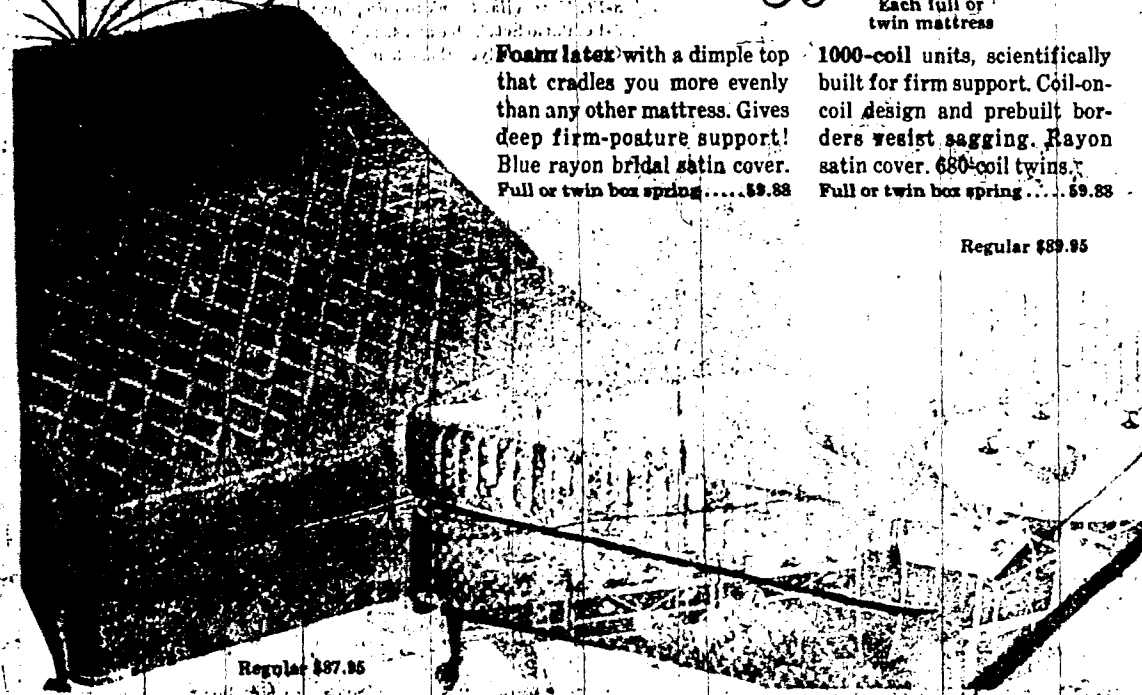 Each full or
twin mattress
Foam latex with a dimple top
that cradles you more evenly
than any other mattress. Gives
deep firm-posture support!
Blue rayon bridal satin cover.
Full or twin box spring.....59.88
1000-coil units, scientifically
built for firm support. Coil-on-
coil design and prebuilt bor-
ders resist sagging. Rayon
satin cover. 680-coil twins.
Full or twin box spring.....59.88
Regular $89.95
Regular $87.95